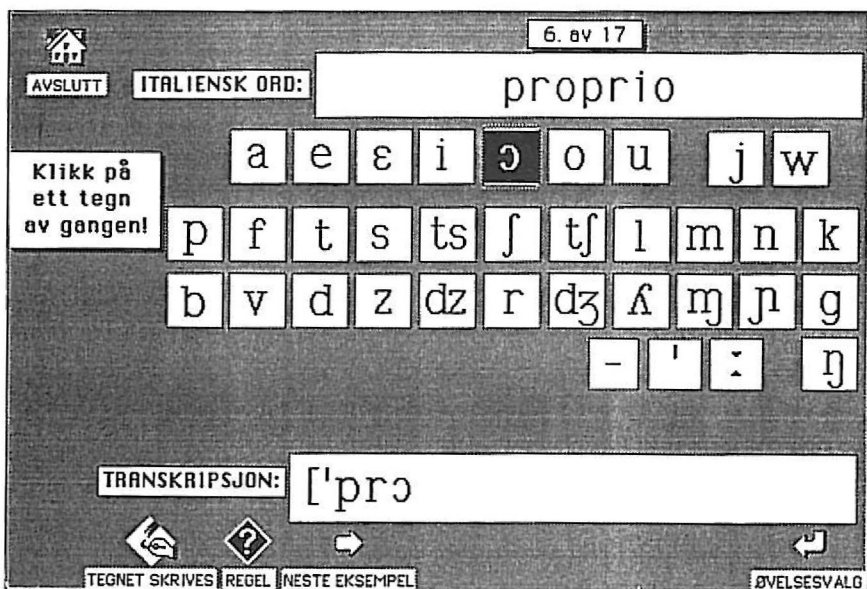 6. av 17
AVSLUTT
ITALIENSK ORD:
proprio
Klikk på
ett tegn
av gangen!
a e ɛ i ɔ o u j w
p f t s ts ʃ tʃ l m n k
b v d z dz r dʒ ʎ ɱ ɲ g
- ˈ ː ŋ
TRANSKRIPSJON:
[ˈprɔ
TEGNET SKRIVES
REGEL
NESTE EKSEMPEL
ØVELSESVALG